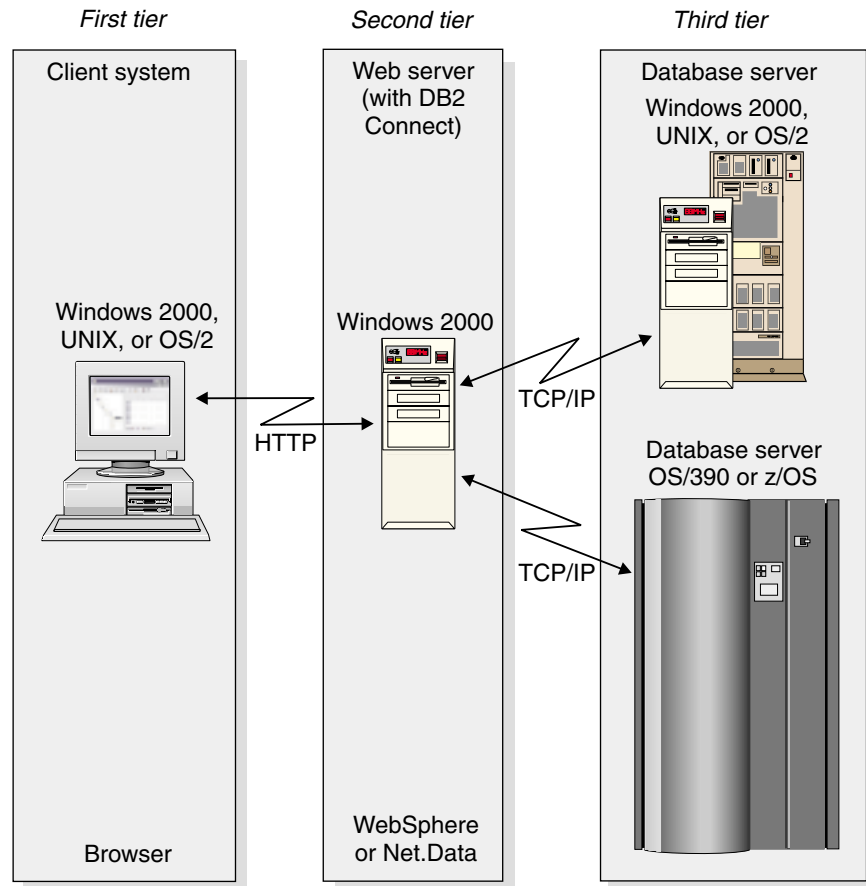 First tier
Second tier
Third tier
Client system
Web server
(with DB2
Connect)
Database server
Windows 2000,
UNIX, or OS/2
Windows 2000,
UNIX, or OS/2
Windows 2000
HTTP
TCP/IP
TCP/IP
Database server
OS/390 or z/OS
Browser
WebSphere
or Net.Data